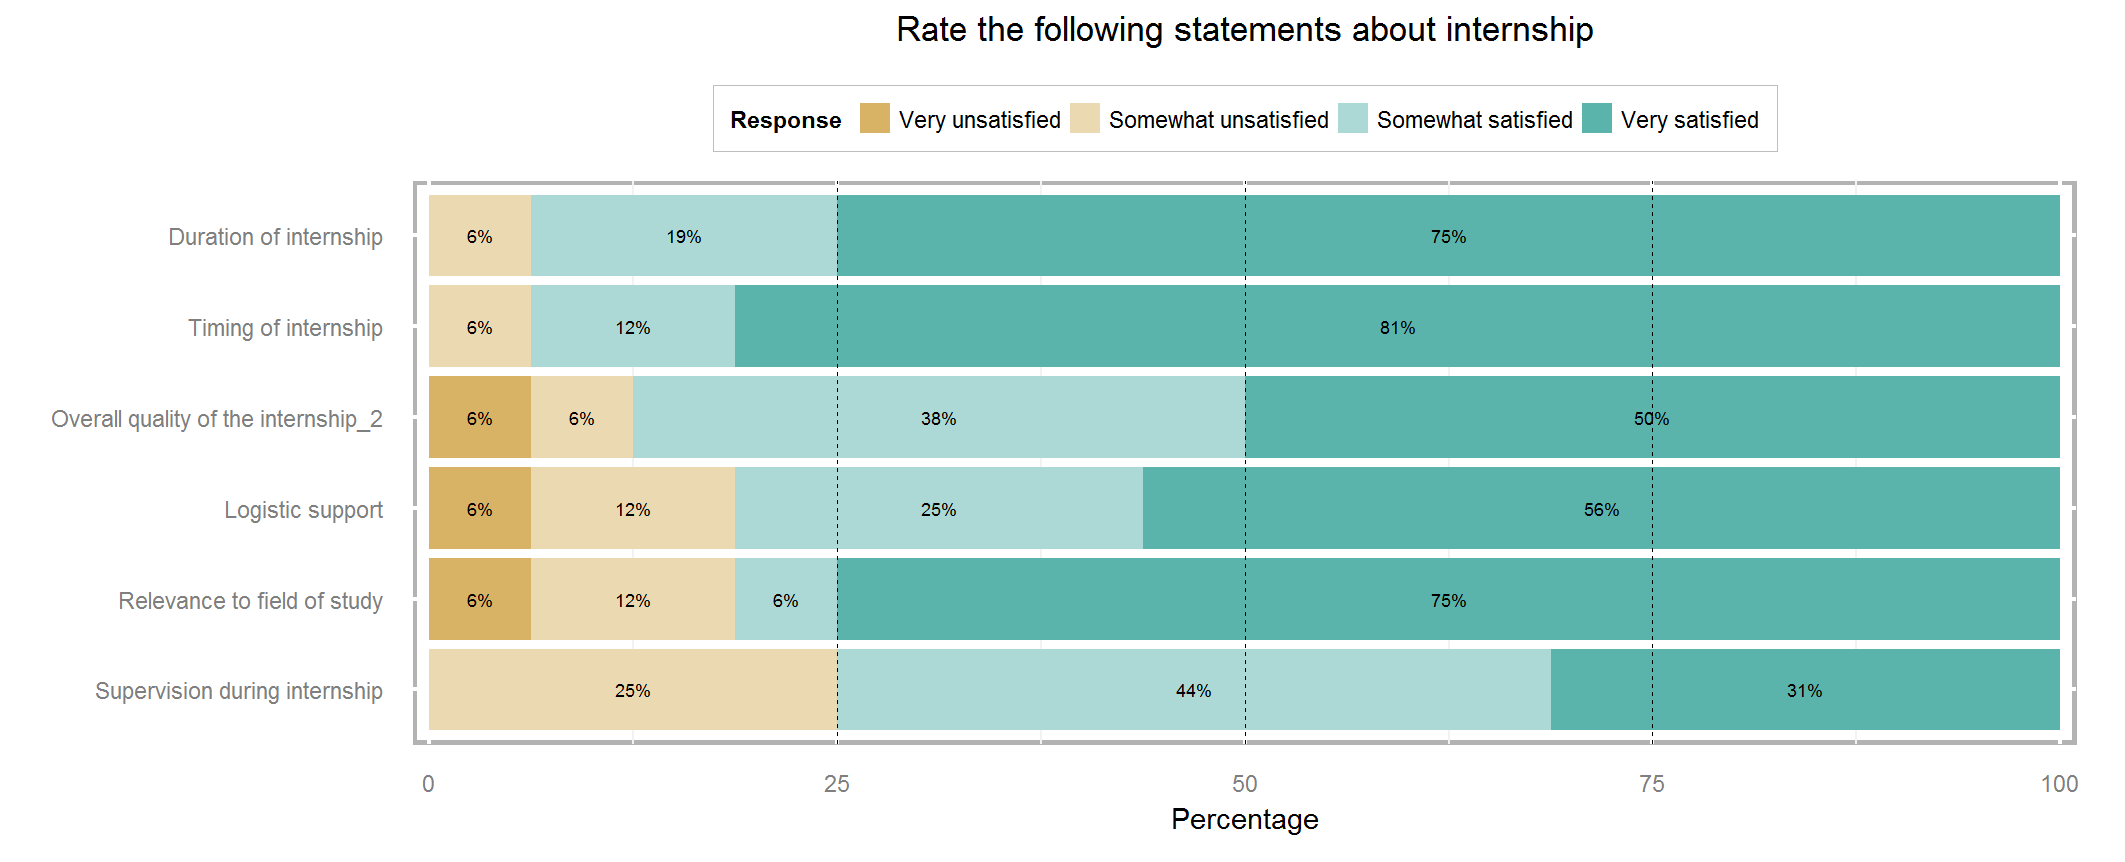 Rate the following statements about internship
Response Very unsatisfied Somewhat unsatisfied Somewhat satisfied Very satisfied
Duration of internship 6% 19% 75%
Timing of internship 6% 12% 81%
Overall quality of the internship_2 6% 6% 38% 50%
Logistic support 6% 12% 25% 56%
Relevance to field of study 6% 12% 6% 75%
Supervision during internship 25% 44% 31%
0 25 50 75 100
Percentage